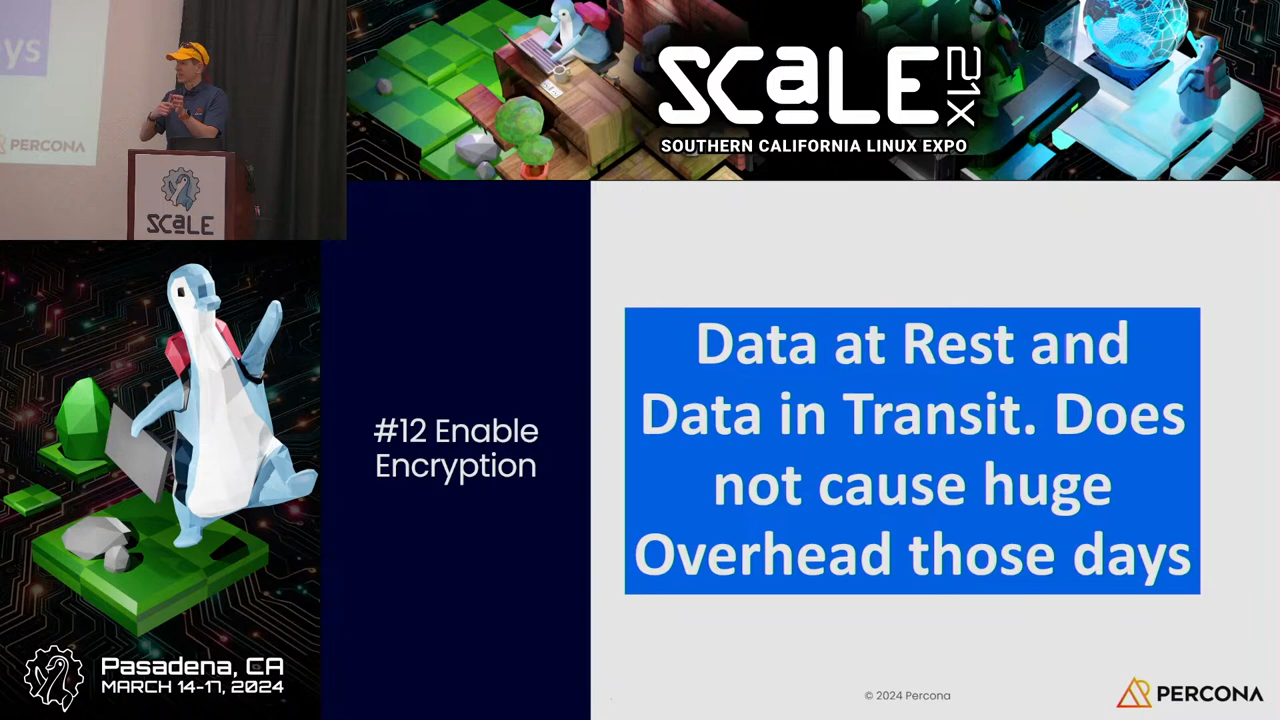 ys
PERCONA
SCALE
SCALE 21X
SOUTHERN CALIFORNIA LINUX EXPO
#12 Enable
Encryption
Data at Rest and
Data in Transit. Does
not cause huge
Overhead those days
Pasadena, CA
MARCH 14-17, 2024
© 2024 Percona
PERCONA